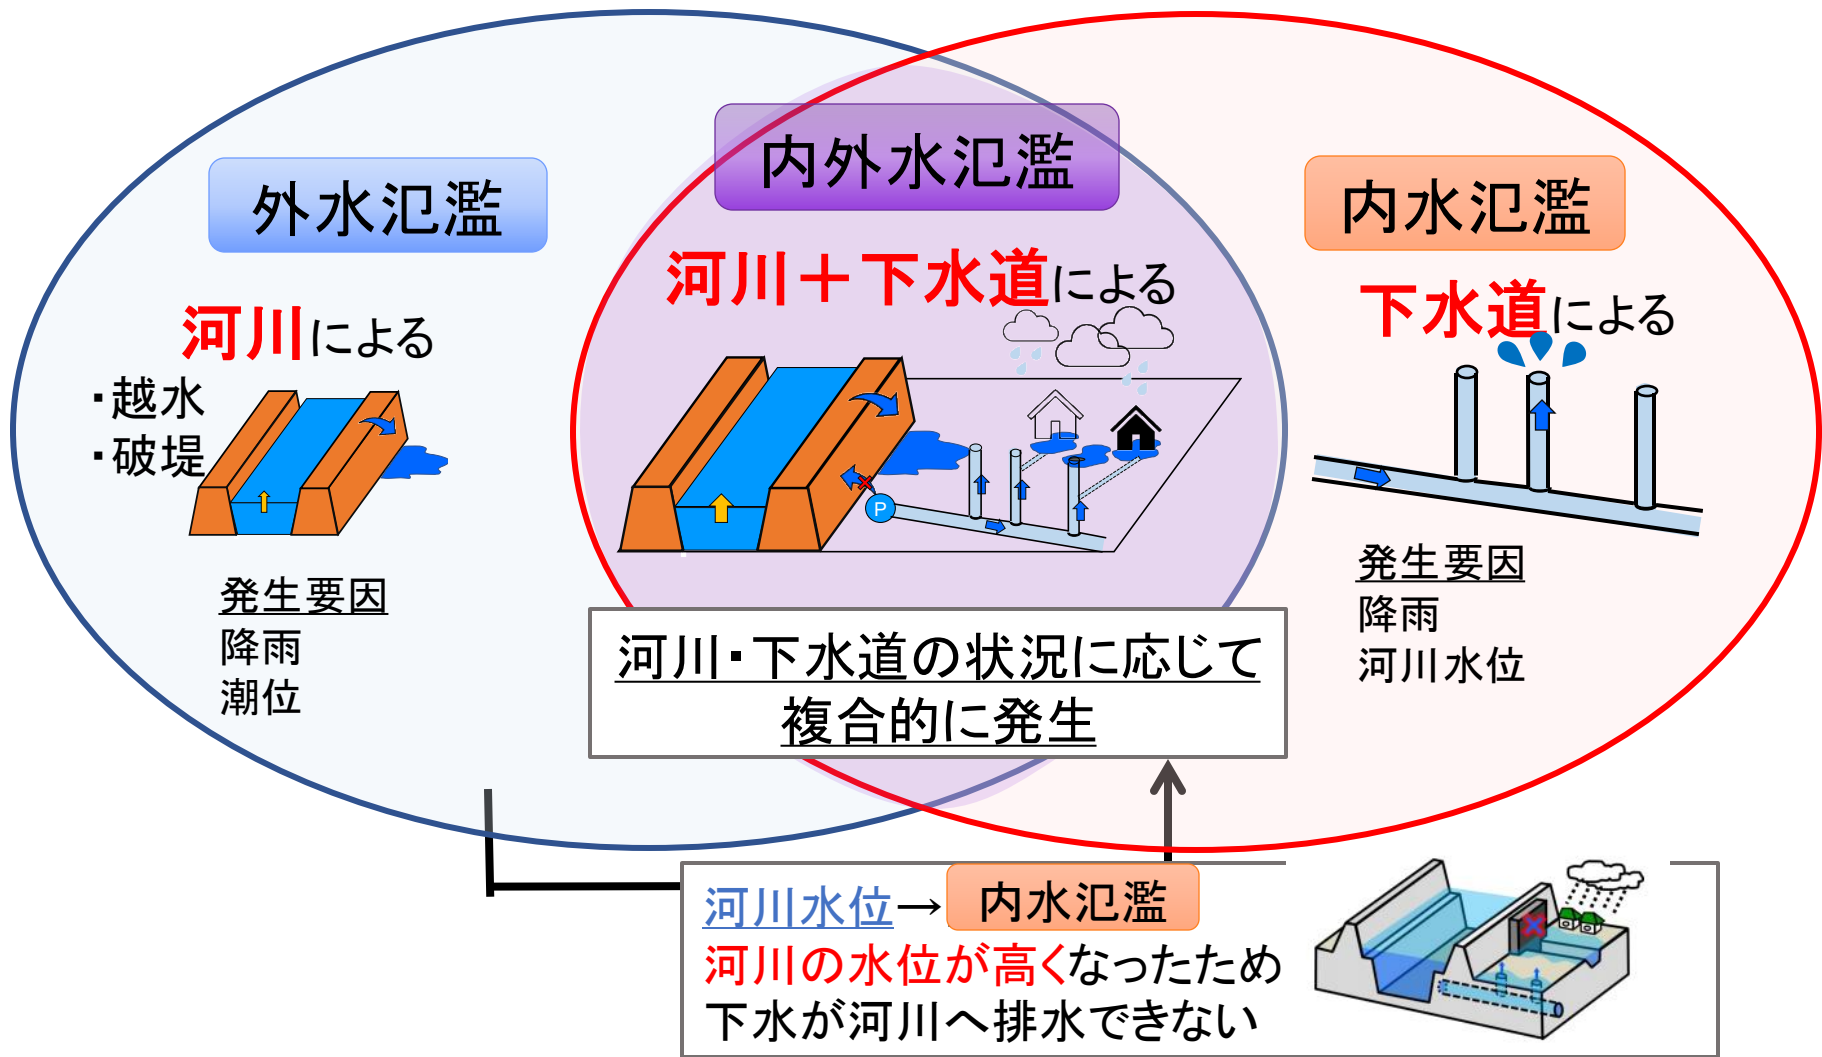 外水氾濫
河川による
・越水
・破堤
発生要因
降雨
潮位
内外水氾濫
河川＋下水道による
P
河川・下水道の状況に応じて
複合的に発生
内水氾濫
下水道による
発生要因
降雨
河川水位
河川水位→内水氾濫
河川の水位が高くなったため
下水が河川へ排水できない